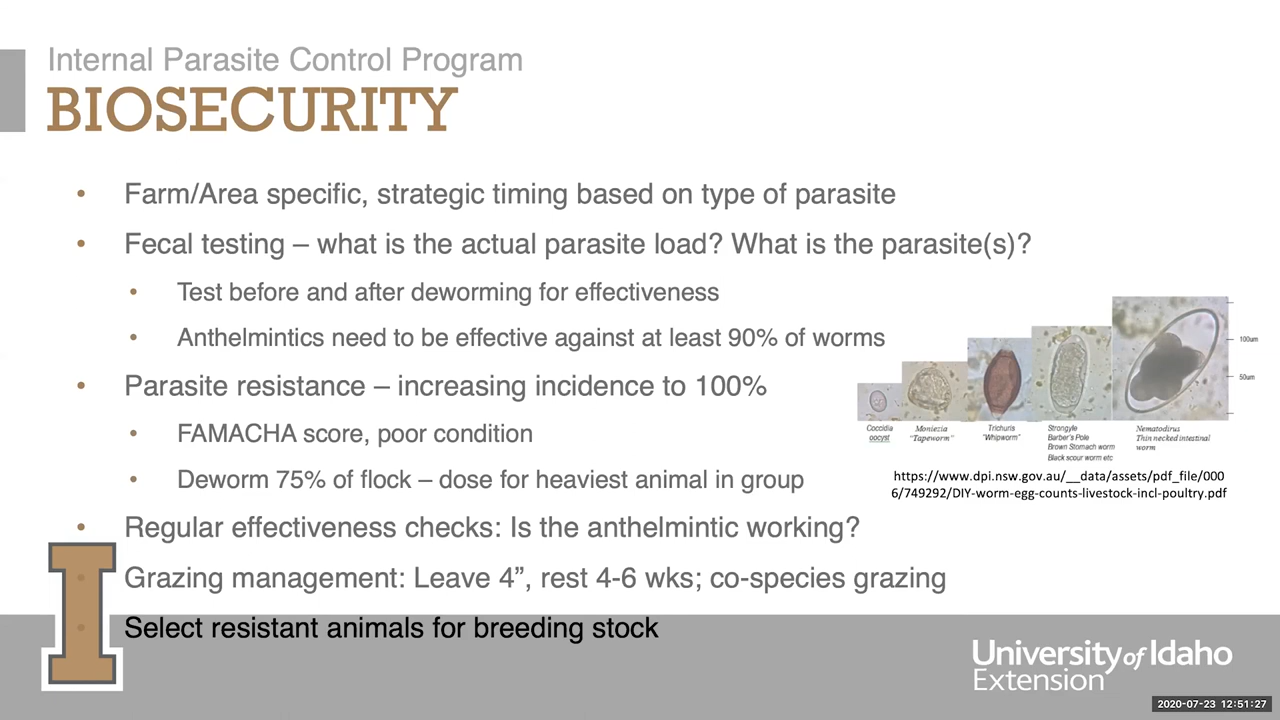 Internal Parasite Control Program
BIOSECURITY
• Farm/Area specific, strategic timing based on type of parasite
• Fecal testing – what is the actual parasite load? What is the parasite(s)?
• Test before and after deworming for effectiveness
• Anthelmintics need to be effective against at least 90% of worms
• Parasite resistance – increasing incidence to 100%
• FAMACHA score, poor condition
• Deworm 75% of flock – dose for heaviest animal in group
• Regular effectiveness checks: Is the anthelmintic working?
• Grazing management: Leave 4”, rest 4-6 wks; co-species grazing
• Select resistant animals for breeding stock
100um
50um
Coccidia
oocyst
Moniezia
"Tapeworm"
Trichuris
"Whipworm"
Strongyle
Barber's Pole
Brown Stomach worm
Black scour worm etc
Nematodirus
Thin necked intestinal
worm
https://www.dpi.nsw.gov.au/__data/assets/pdf_file/000
6/749292/DIY-worm-egg-counts-livestock-incl-poultry.pdf
I
University of Idaho
Extension
2020-07-23 12:51:27